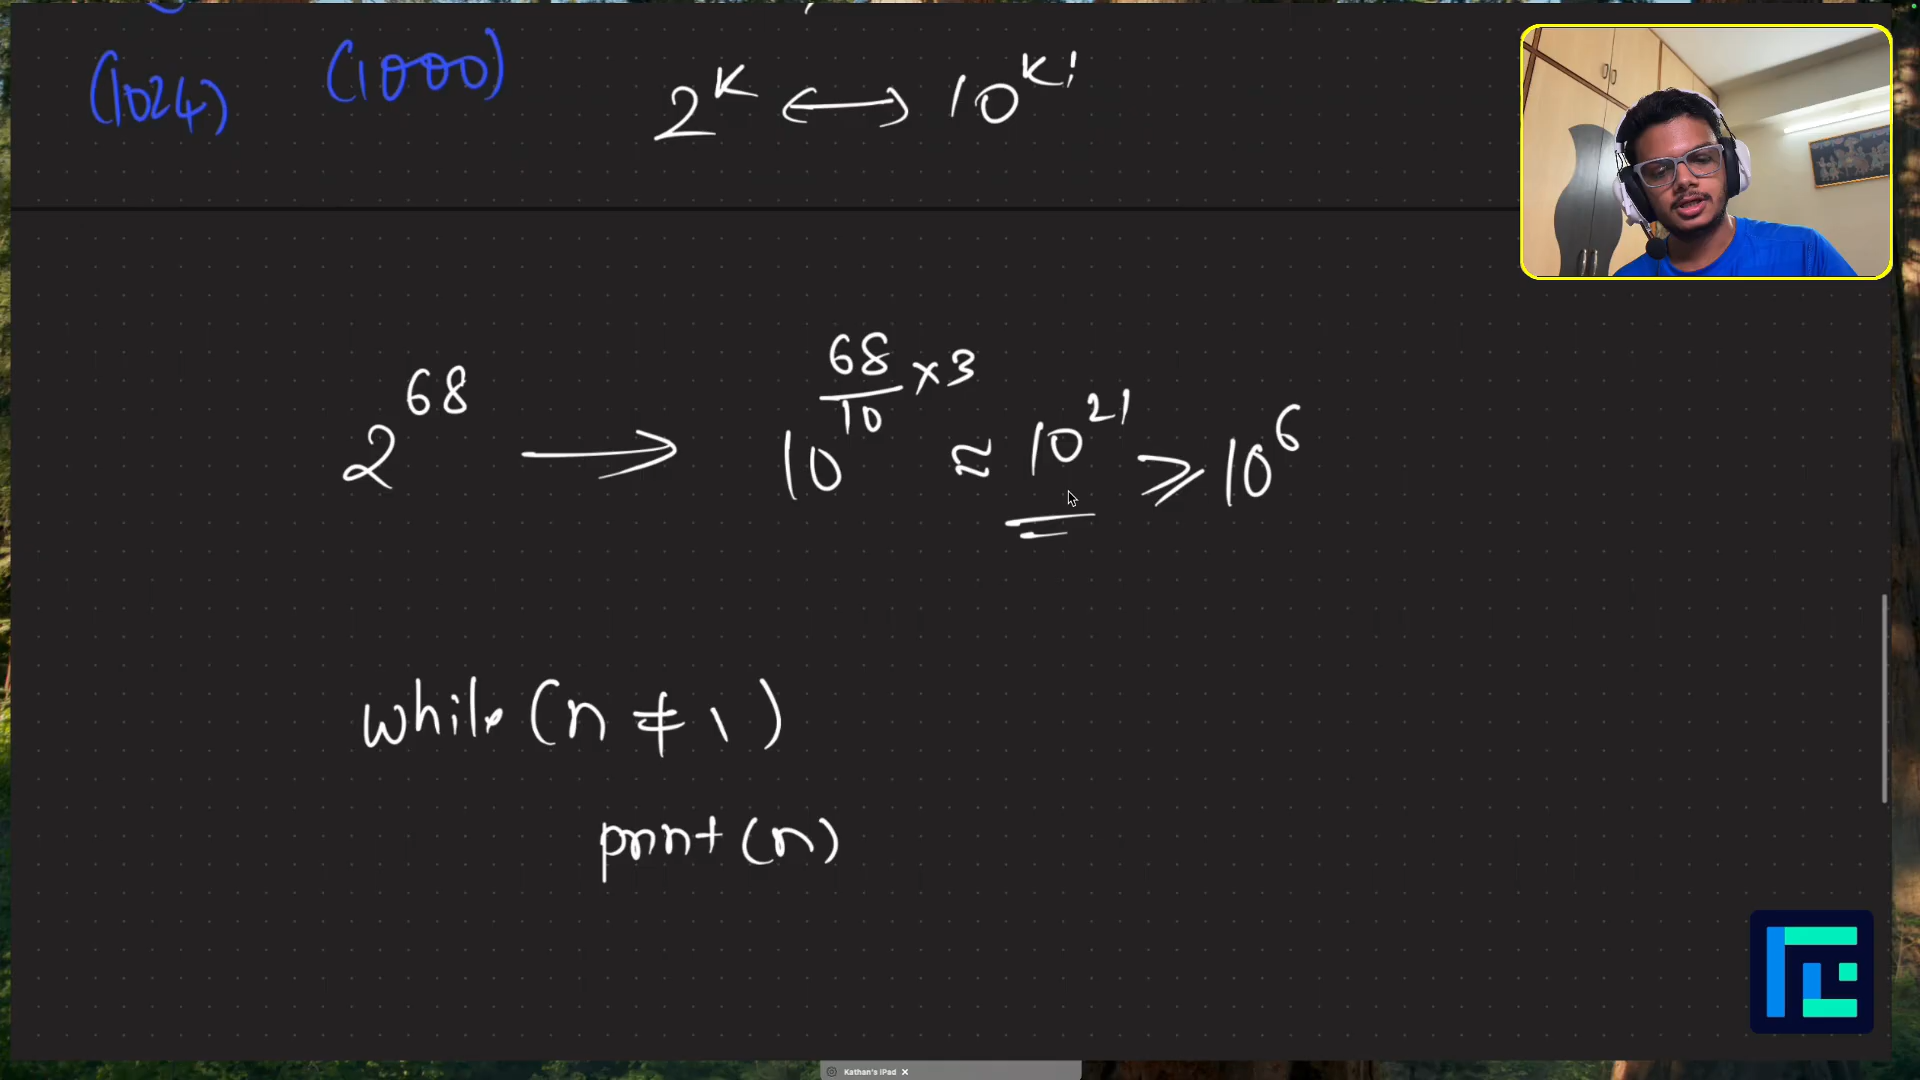 (1024) (1000)
2^K ↔ 10^K!
2^68 → 10^(68/10 × 3) ≈ 10^21 ⩾ 10^6
while (n ≠ 1)
print (n)
Kathan's iPad ×